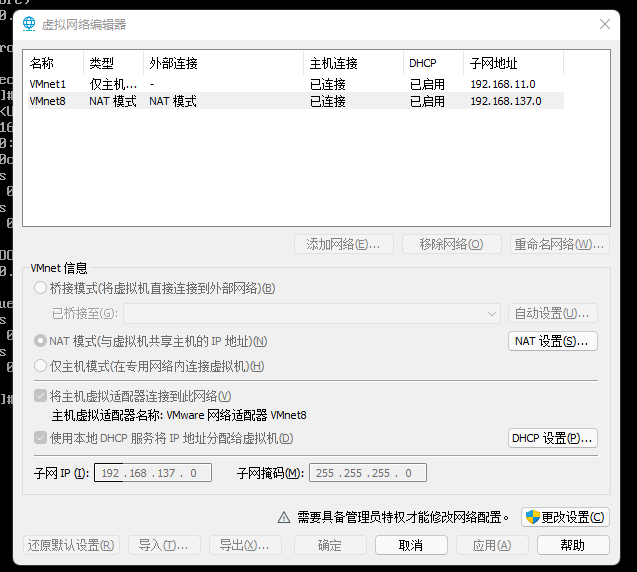 虚拟网络编辑器
名称 类型 外部连接 主机连接 DHCP 子网地址
VMnet1 仅主机... - 已连接 已启用 192.168.11.0
VMnet8 NAT 模式 NAT 模式 已连接 已启用 192.168.137.0
添加网络(E)... 移除网络(O) 重命名网络(W)...
VMnet 信息
桥接模式(将虚拟机直接连接到外部网络)(B)
已桥接至(G): 自动设置(U)...
NAT 模式(与虚拟机共享主机的 IP 地址)(N) NAT 设置(S)...
仅主机模式(在专用网络内连接虚拟机)(H)
将主机虚拟适配器连接到此网络(V)
主机虚拟适配器名称: VMware 网络适配器 VMnet8
使用本地 DHCP 服务将 IP 地址分配给虚拟机(D) DHCP 设置(P)...
子网 IP (I): 192 .168 .137 . 0 子网掩码(M): 255 .255 .255 . 0
需要具备管理员特权才能修改网络配置。 更改设置(C)
还原默认设置(R) 导入(T)... 导出(X)... 确定 取消 应用(A) 帮助